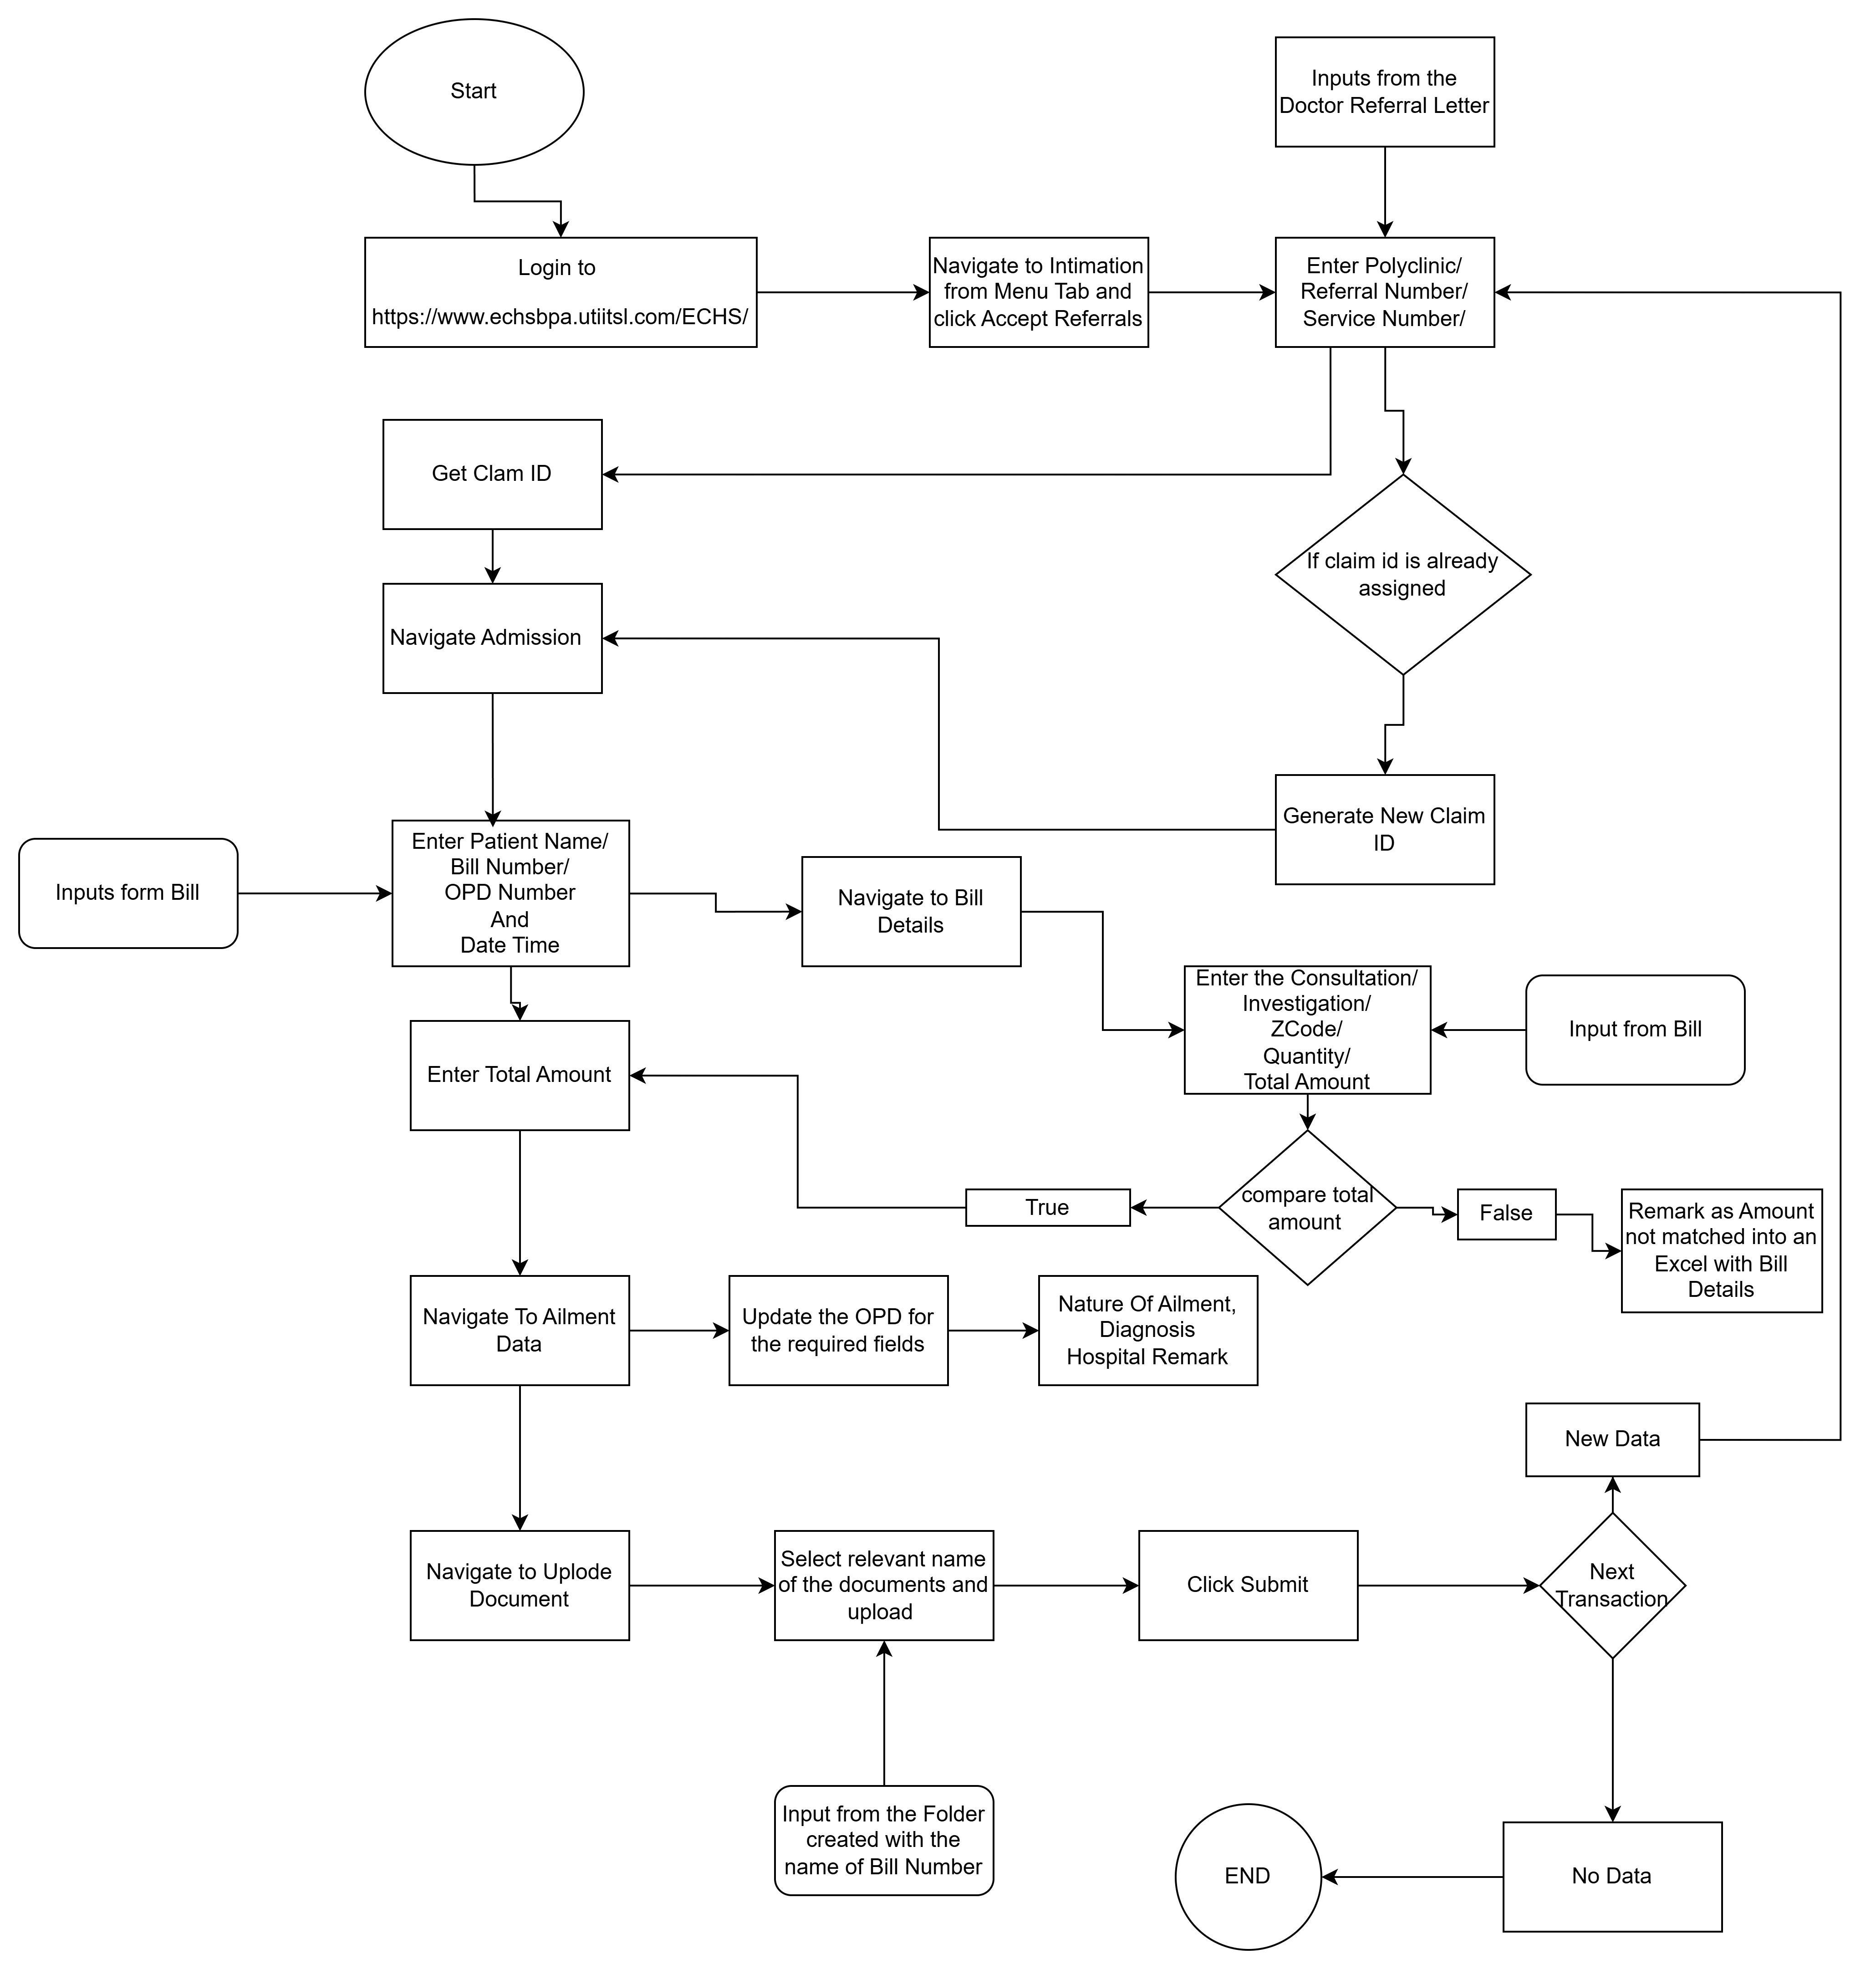 Start
Inputs from the
Doctor Referral Letter
Login to
https://www.echsbpa.utiitsl.com/ECHS/
Navigate to Intimation
from Menu Tab and
click Accept Referrals
Enter Polyclinic/
Referral Number/
Service Number/
Get Clam ID
If claim id is already
assigned
Navigate Admission
Generate New Claim
ID
Inputs form Bill
Enter Patient Name/
Bill Number/
OPD Number
And
Date Time
Navigate to Bill
Details
Enter the Consultation/
Investigation/
ZCode/
Quantity/
Total Amount
Input from Bill
Enter Total Amount
True
compare total
amount
False
Remark as Amount
not matched into an
Excel with Bill
Details
Navigate To Ailment
Data
Update the OPD for
the required fields
Nature Of Ailment,
Diagnosis
Hospital Remark
New Data
Navigate to Uplode
Document
Select relevant name
of the documents and
upload
Click Submit
Next
Transaction
Input from the Folder
created with the
name of Bill Number
END
No Data